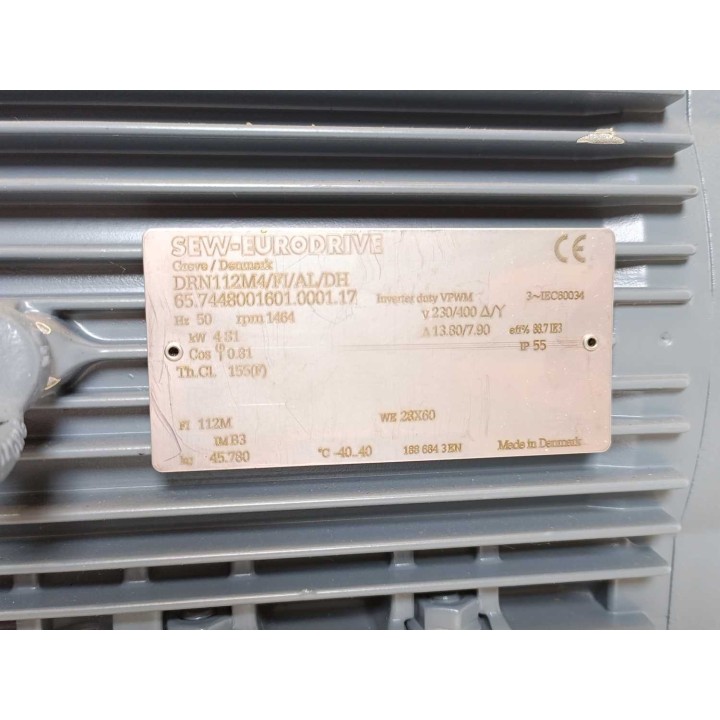 SEW-EURODRIVE CE
Greve / Denmark
DRN112M4/FI/AL/DH
65.7448001601.0001.17 Inverter duty VPWM 3~IEC60034
Hz 50 rpm 1464 V 230/400 Δ/Y
kW 4 S1 A 13.80/7.90 eff% 88.7 IE3
Cos φ 0.81 IP 55
Th.Cl. 155(F)
FI 112M WE 28X60
IM B3
kg 45.780 °C -40..40 188 684 3 EN Made in Denmark